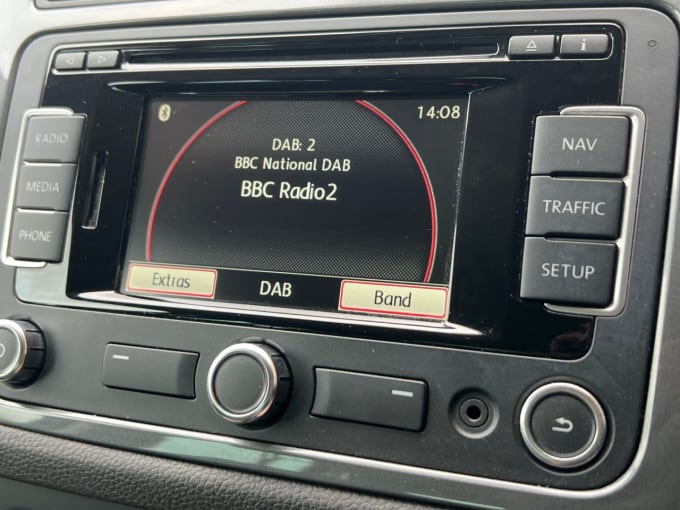 i
RADIO
MEDIA
PHONE
14:08
DAB: 2
BBC National DAB
BBC Radio2
Extras
DAB
Band
NAV
TRAFFIC
SETUP